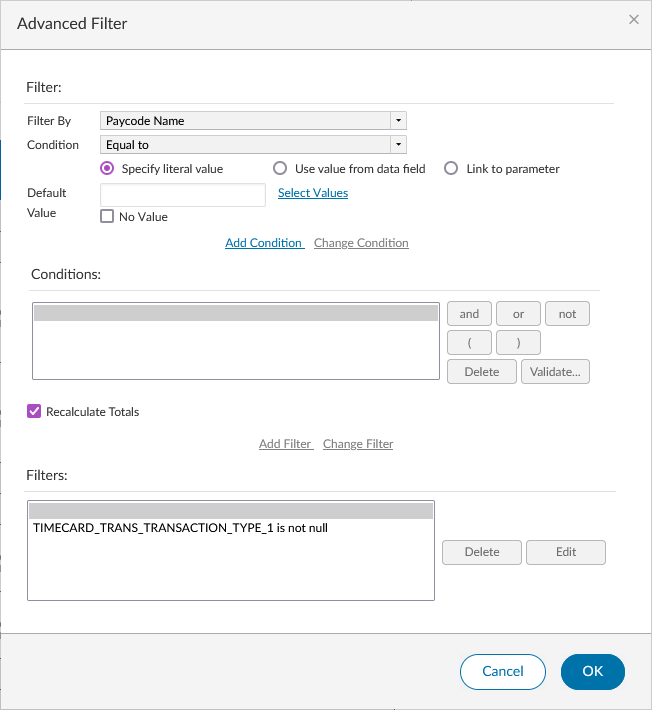 Advanced Filter
Filter:
Filter By Paycode Name
Condition Equal to
Specify literal value Use value from data field Link to parameter
Default Value Select Values
No Value
Add Condition Change Condition
Conditions:
and or not
( )
Delete Validate...
Recalculate Totals
Add Filter Change Filter
Filters:
TIMECARD_TRANS_TRANSACTION_TYPE_1 is not null
Delete Edit
Cancel OK